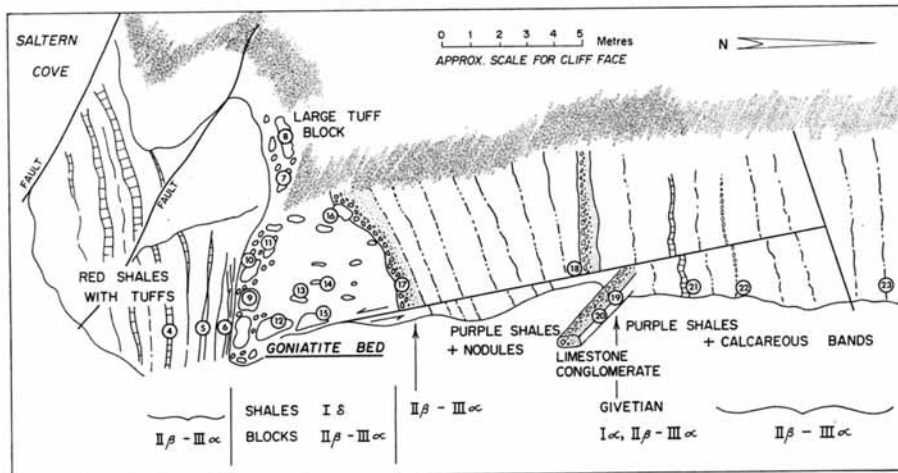 SALTERN
COVE
0 1 2 3 4 5 Metres
APPROX. SCALE FOR CLIFF FACE
N
LARGE TUFF
BLOCK
8
7
FAULT
FAULT
16
11
10
RED SHALES
WITH TUFFS
9
13
14
17
18
19
20
21
22
23
4
5
6
12
15
GONIATITE BED
PURPLE SHALES
+ NODULES
LIMESTONE
CONGLOMERATE
PURPLE SHALES
+ CALCAREOUS BANDS
IIβ - IIIα
SHALES Iδ
BLOCKS IIβ - IIIα
IIβ - IIIα
GIVETIAN
Iα, IIβ - IIIα
IIβ - IIIα